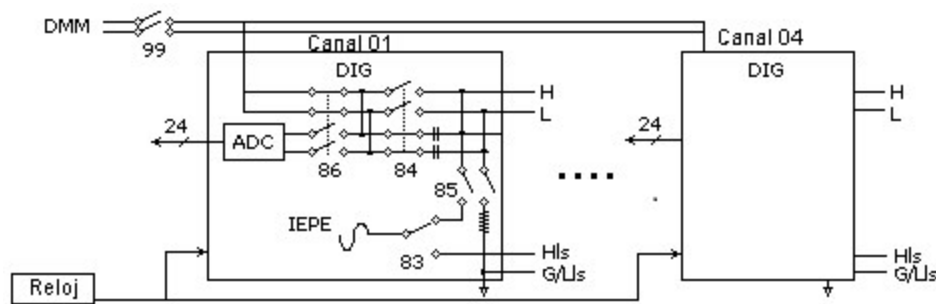 DMM
99
Canal 01
Canal 04
DIG
DIG
H
L
H
L
24
ADC
24
86
84
85
IEPE
83
Hls
G/Lls
Hls
G/Lls
Reloj